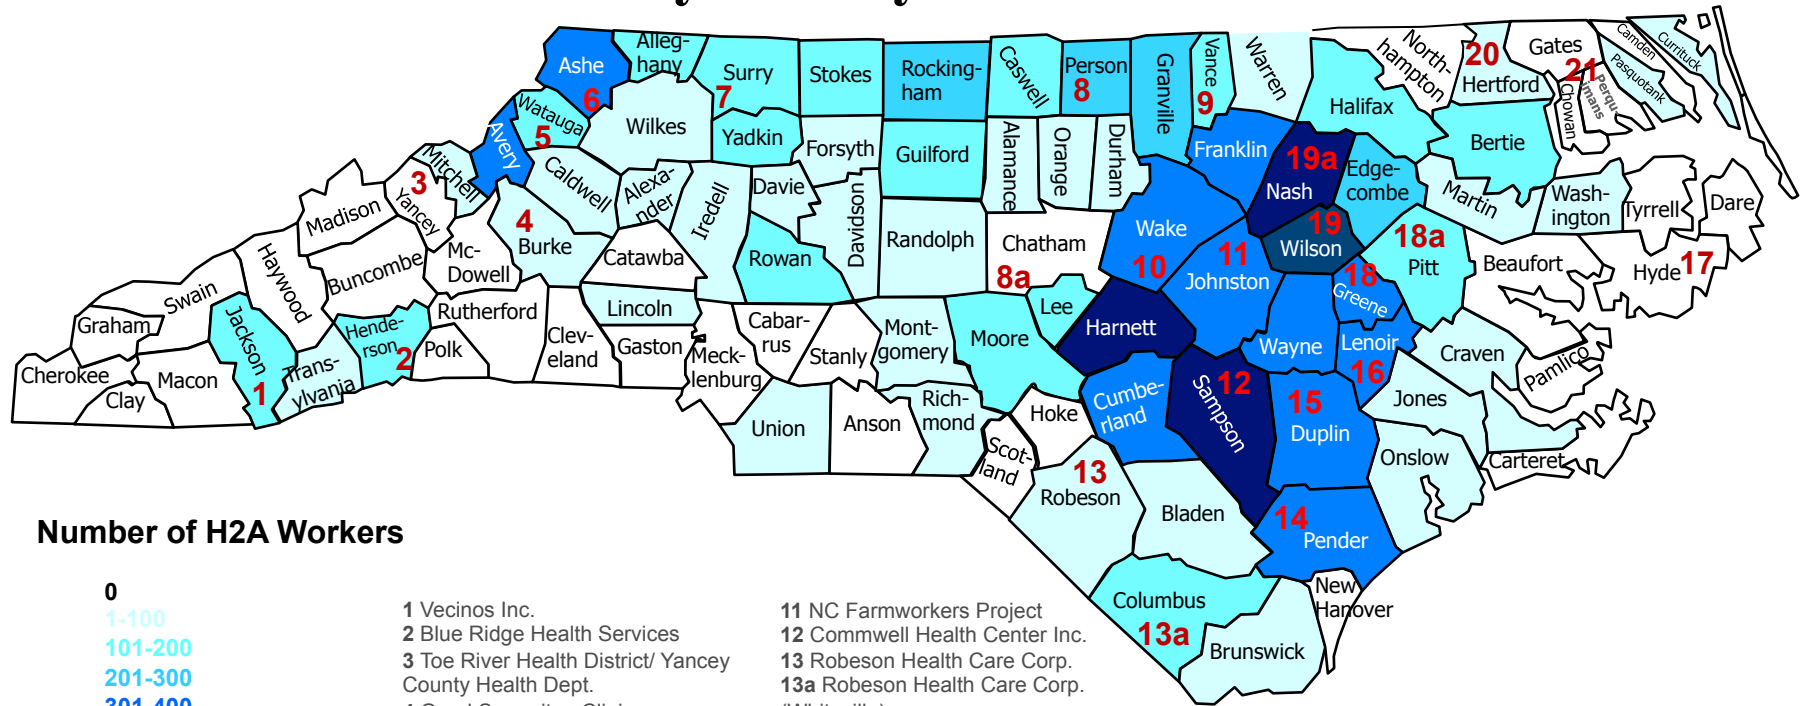 Ashe
Alleg-
hany
Surry
Stokes
Rocking-
ham
Caswell
Person
Granville
Vance
Warren
North-
hampton
Hertford
Gates
Camden
Currituck
Pasquotank
Perqu-
imans
Chowan
Halifax
Bertie
6
7
8
9
20
21
Watauga
5
Wilkes
Yadkin
Forsyth
Guilford
Alamance
Orange
Durham
Franklin
19a
Nash
Edge-
combe
Martin
Wash-
ington
Tyrrell
Dare
Avery
Mitchell
3
Yancey
Madison
Caldwell
Alexa-
nder
Iredell
Davie
Davidson
Randolph
Chatham
8a
Wake
10
11
Johnston
19
Wilson
18a
Pitt
Beaufort
Hyde
17
4
Burke
Catawba
Rowan
Mc-
Dowell
Buncombe
Haywood
Swain
Graham
Cherokee
Clay
Macon
Jackson
1
Trans-
ylvania
Hende-
rson
2
Polk
Rutherford
Clev-
eland
Lincoln
Gaston
Meck-
lenburg
Cabar-
rus
Stanly
Mont-
gomery
Moore
Lee
Harnett
Wayne
18
Greene
Lenoir
16
Craven
Pamlico
Jones
Carteret
Onslow
Union
Anson
Rich-
mond
Scot-
land
Hoke
Cumbe-
rland
12
Sampson
15
Duplin
13
Robeson
Bladen
14
Pender
New
Hanover
Columbus
13a
Brunswick
Number of H2A Workers
0
1-100
101-200
201-300
301-400
1 Vecinos Inc.
2 Blue Ridge Health Services
3 Toe River Health District/ Yancey
County Health Dept.
11 NC Farmworkers Project
12 Commwell Health Center Inc.
13 Robeson Health Care Corp.
13a Robeson Health Care Corp.